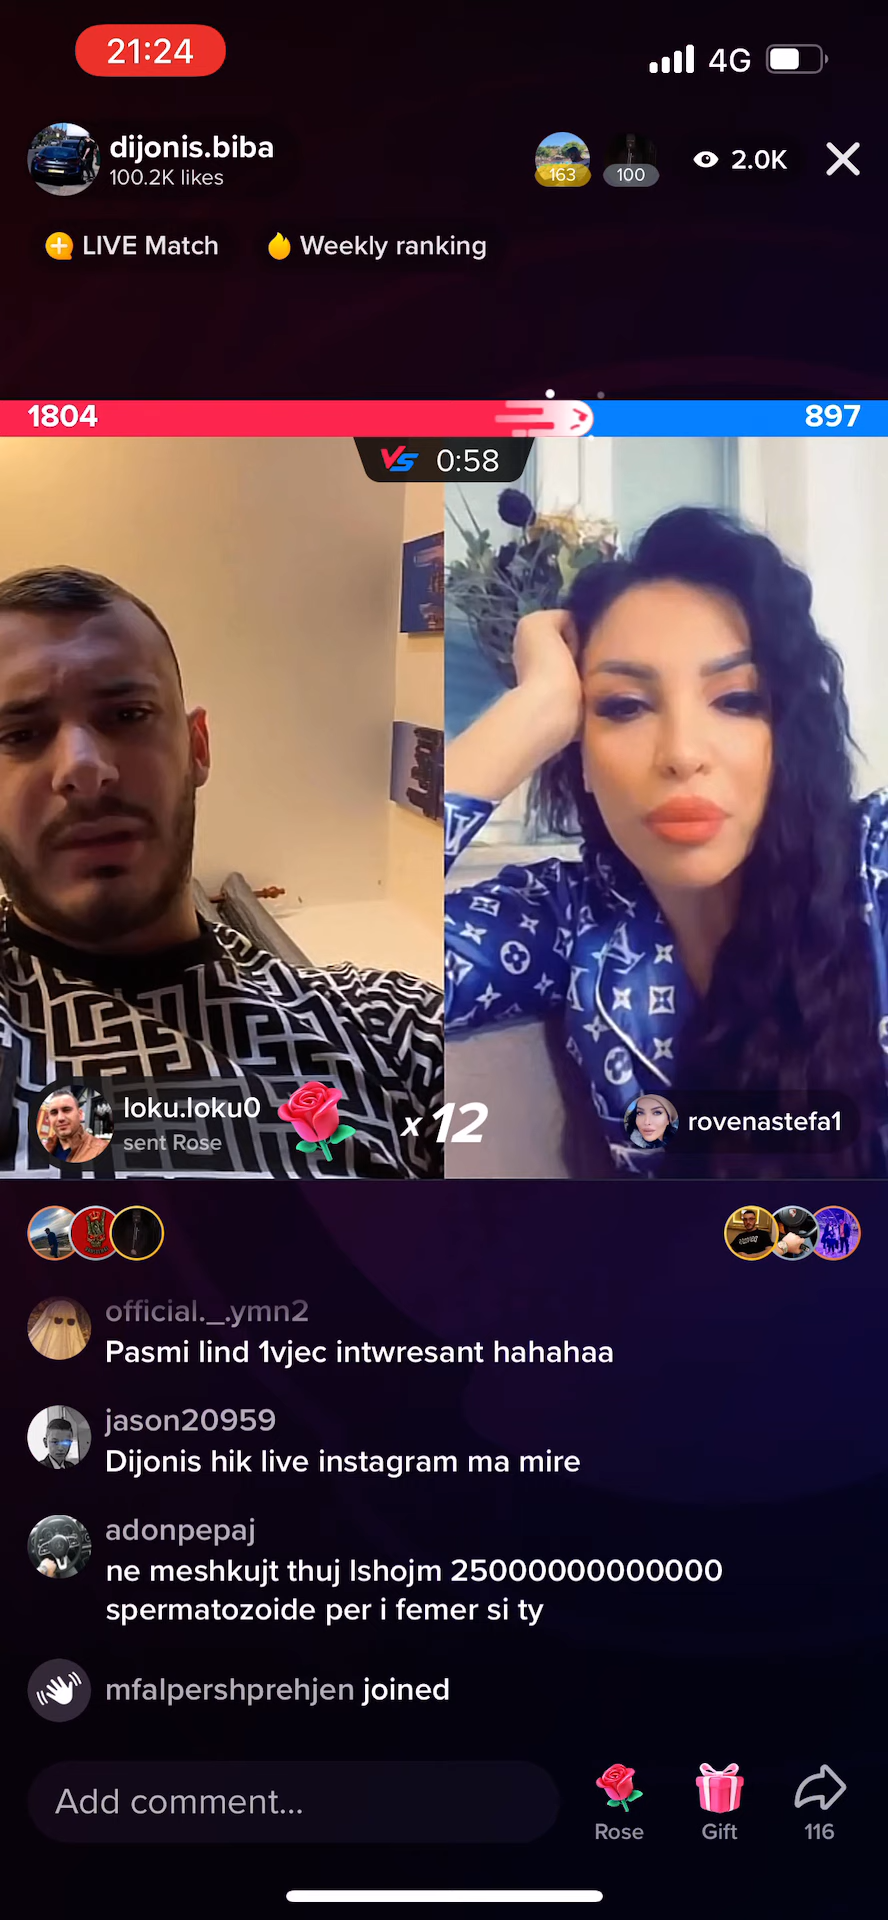 21:24
4G
dijonis.biba
100.2K likes
163
100
2.0K
LIVE Match
Weekly ranking
1804
897
VS 0:58
loku.loku0
sent Rose
x12
rovenastefa1
official._.ymn2
Pasmi lind 1vjec intwresant hahahaa
jason20959
Dijonis hik live instagram ma mire
adonpepaj
ne meshkujt thuj lshojm 25000000000000
spermatozoide per i femer si ty
mfalpershprehjen joined
Add comment...
Rose
Gift
116